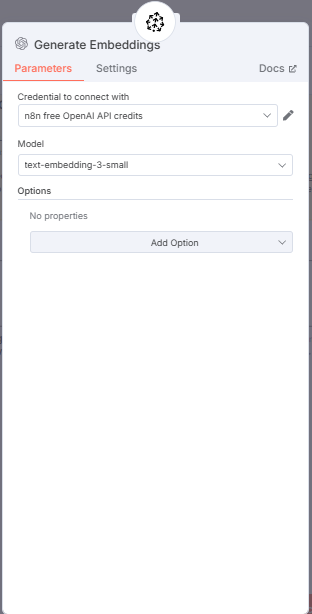 Generate Embeddings
Parameters
Settings
Docs
Credential to connect with
n8n free OpenAI API credits
Model
text-embedding-3-small
Options
No properties
Add Option